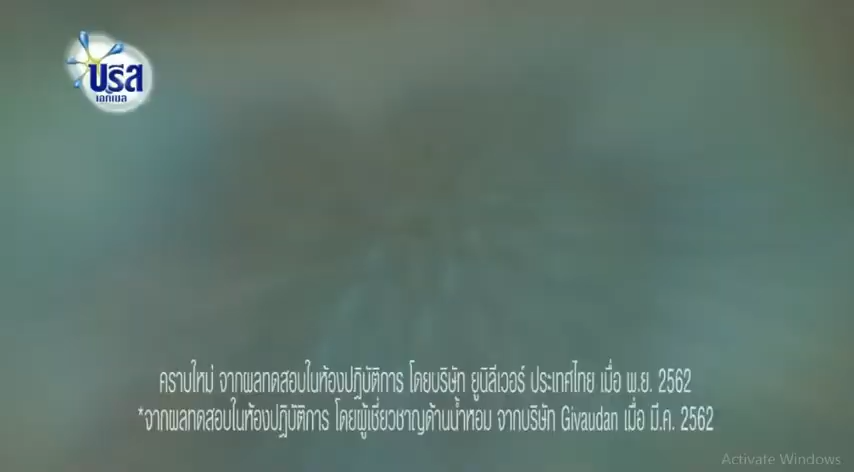 บรีส
เอกเซล
คราบใหม่ จากผลทดสอบในห้องปฏิบัติการ โดยบริษัท ยูนิลีเวอร์ ประเทศไทย เมื่อ พ.ย. 2562
*จากผลทดสอบในห้องปฏิบัติการ โดยผู้เชี่ยวชาญด้านน้ำหอม จากบริษัท Givaudan เมื่อ มี.ค. 2562
Activate Windows